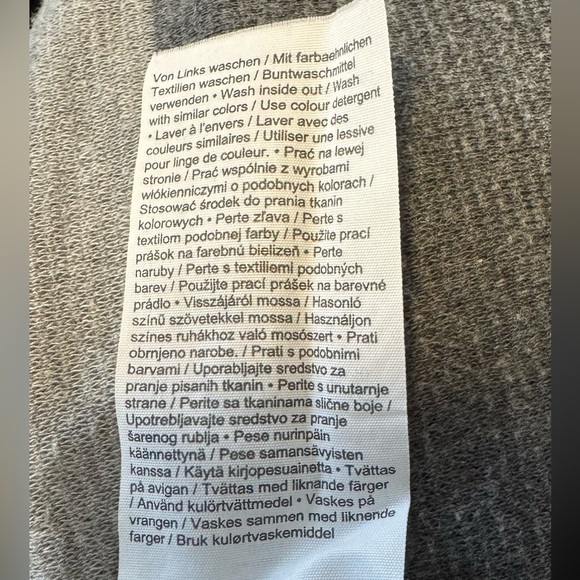 Von Links waschen / Mit farbaehnlichen
Textilien waschen / Buntwaschmittel
verwenden • Wash inside out / Wash
with similar colors / Use colour detergent
• Laver à l'envers / Laver avec des
couleurs similaires / Utiliser une lessive
pour linge de couleur. • Prać na lewej
stronie / Prać wspólnie z wyrobami
włókienniczymi o podobnych kolorach /
Stosować środek do prania tkanin
kolorowych • Perte zľava / Perte s
textilom podobnej farby / Použite prací
prášok na farebnú bielizeň • Perte
naruby / Perte s textiliemi podobných
barev / Použijte prací prášek na barevné
prádlo • Visszájáról mossa / Hasonló
színű szövetekkel mossa / Használjon
színes ruhákhoz való mosószert • Prati
obrnjeno narobe. / Prati s podobnimi
barvami / Uporabljajte sredstvo za
pranje pisanih tkanin • Perite s unutarnje
strane / Perite sa tkaninama slične boje /
Upotrebljavajte sredstvo za pranje
šarenog rublja • Pese nurinpäin
käännettynä / Pese samansävyisten
kanssa / Käytä kirjopesuainetta • Tvättas
på avigan / Tvättas med liknande färger
/ Använd kulörtvättmedel • Vaskes på
vrangen / Vaskes sammen med liknende
farger / Bruk kulørtvaskemiddel